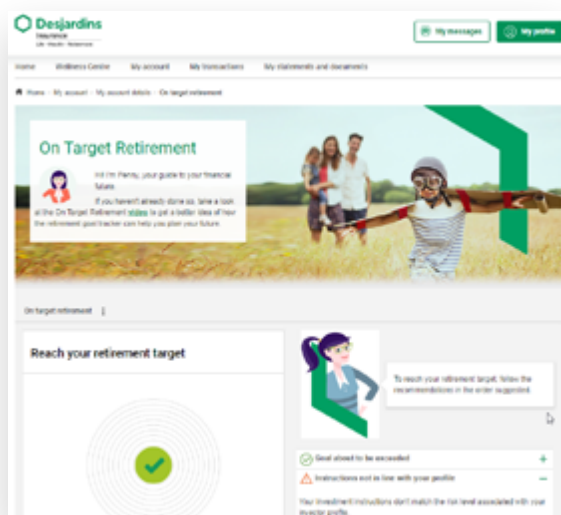 Desjardins
Insurance
Life · Health · Retirement
My messages
My profile
Home
Wellness Centre
My account
My transactions
My statements and documents
Home
My account
My account details
On target retirement
On Target Retirement
Hi! I'm Penny, your guide to your financial
future.
If you haven't already done so, take a look
at the On Target Retirement video to get a better idea of how
the retirement goal tracker can help you plan your future.
On target retirement
Reach your retirement target
To reach your retirement target, follow the
recommendations in the order suggested.
Goal about to be exceeded
Instructions not in line with your profile
Your investment instructions don't match the risk level associated with your
investor profile.